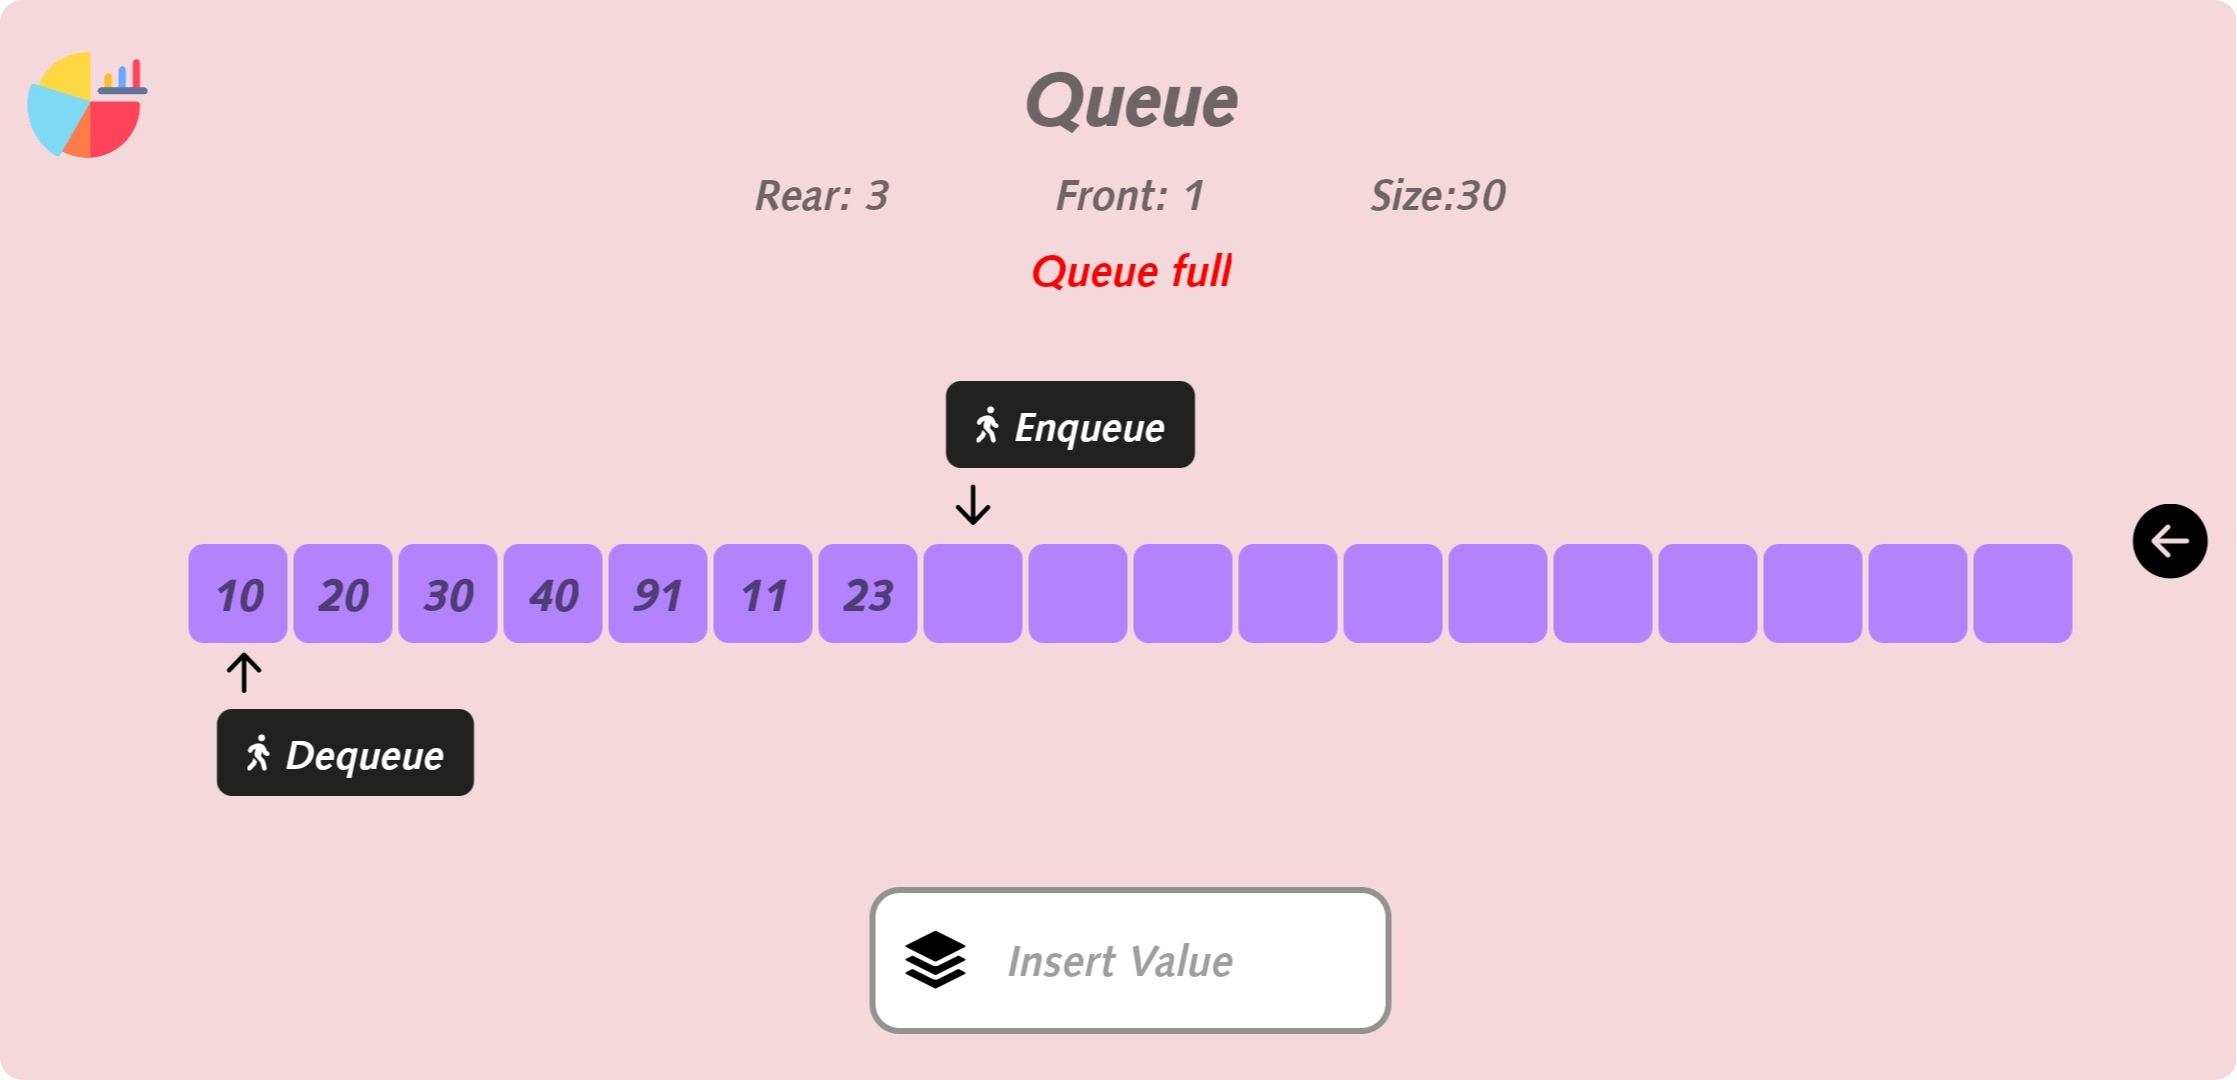 Queue
Rear: 3 Front: 1 Size:30
Queue full
Enqueue
10 20 30 40 91 11 23
Dequeue
Insert Value